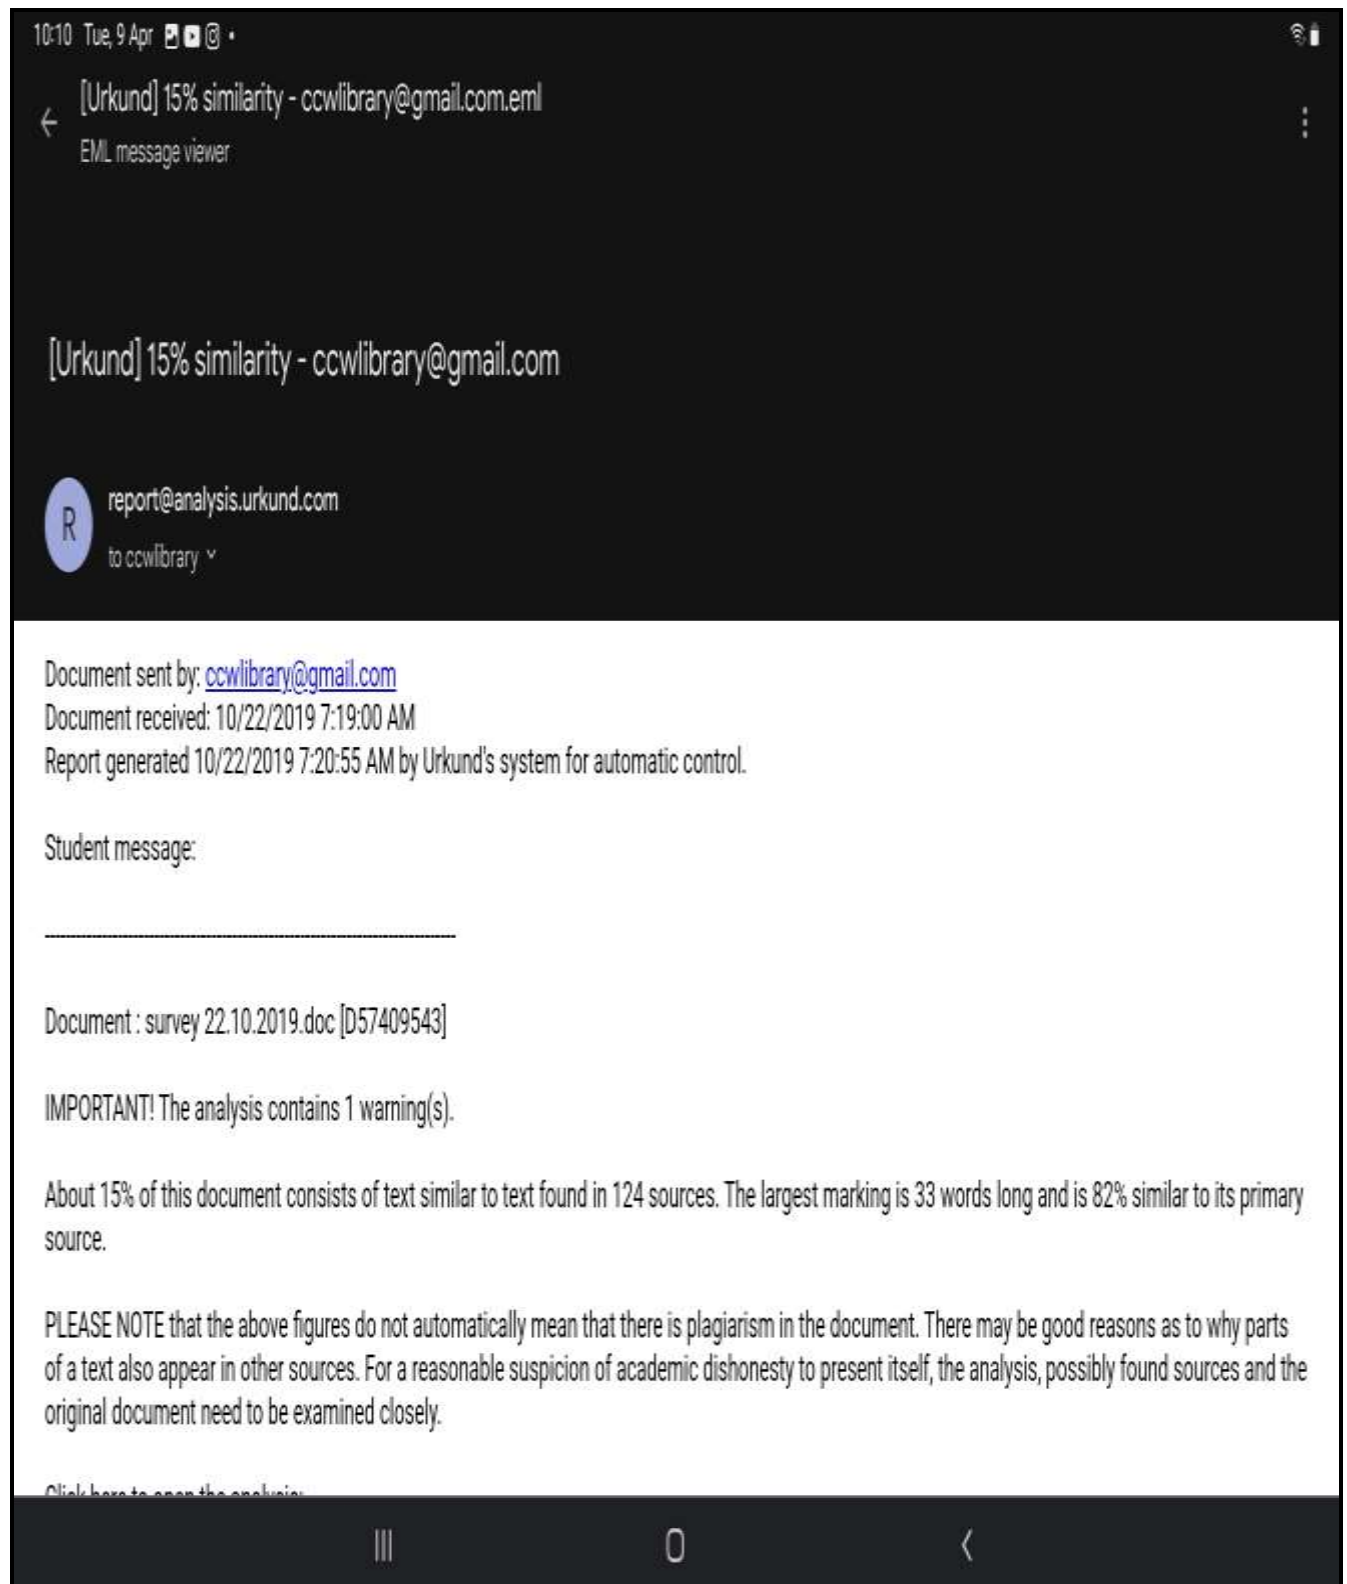 10:10 Tue, 9 Apr
[Urkund] 15% similarity - ccwlibrary@gmail.com.eml
EML message viewer
[Urkund] 15% similarity - ccwlibrary@gmail.com
R
report@analysis.urkund.com
to ccwlibrary
Document sent by: ccwlibrary@gmail.com
Document received: 10/22/2019 7:19:00 AM
Report generated 10/22/2019 7:20:55 AM by Urkund's system for automatic control.
Student message:
Document : survey 22.10.2019.doc [D57409543]
IMPORTANT! The analysis contains 1 warning(s).
About 15% of this document consists of text similar to text found in 124 sources. The largest marking is 33 words long and is 82% similar to its primary
source.
PLEASE NOTE that the above figures do not automatically mean that there is plagiarism in the document. There may be good reasons as to why parts
of a text also appear in other sources. For a reasonable suspicion of academic dishonesty to present itself, the analysis, possibly found sources and the
original document need to be examined closely.
Click here to open the analysis: